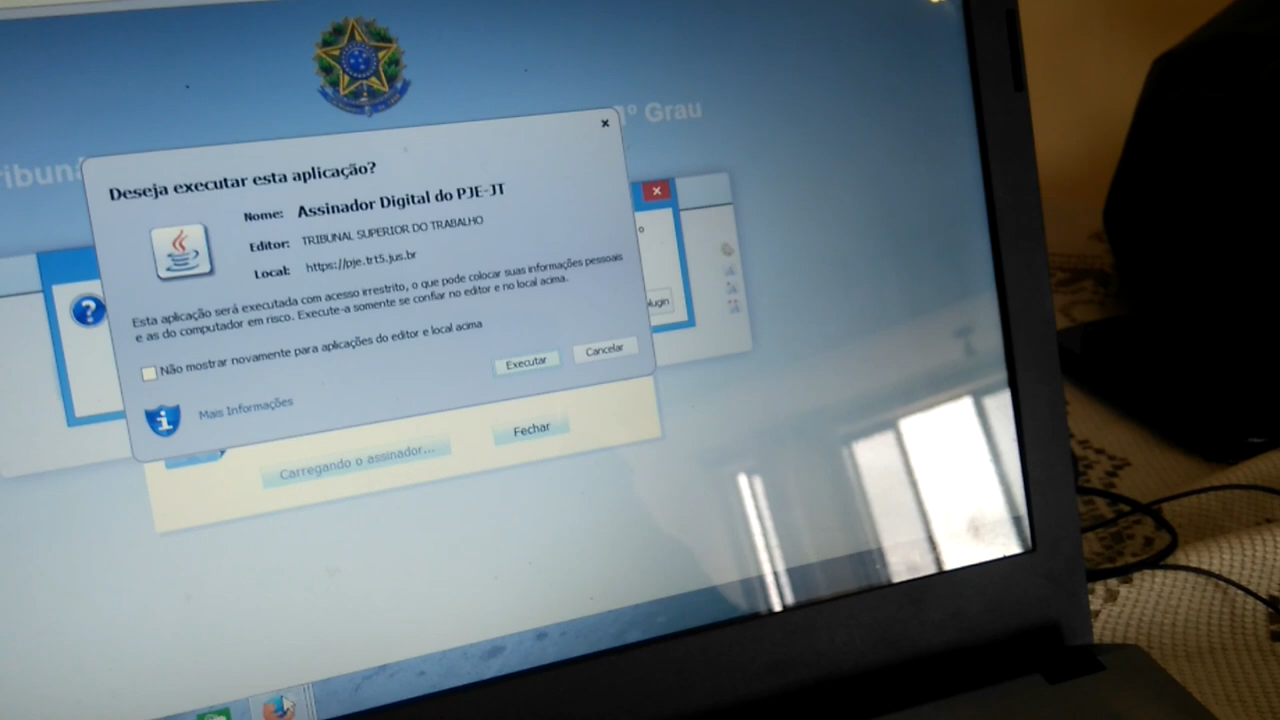 1º Grau
Deseja executar esta aplicação?
Nome: Assinador Digital do PJE-JT
Editor: TRIBUNAL SUPERIOR DO TRABALHO
Local: https://pje.trt5.jus.br
Esta aplicação será executada com acesso irrestrito, o que pode colocar suas informações pessoais
e as do computador em risco. Execute-a somente se confiar no editor e no local acima.
Não mostrar novamente para aplicações do editor e local acima
Executar
Cancelar
Mais Informações
Carregando o assinador...
Fechar